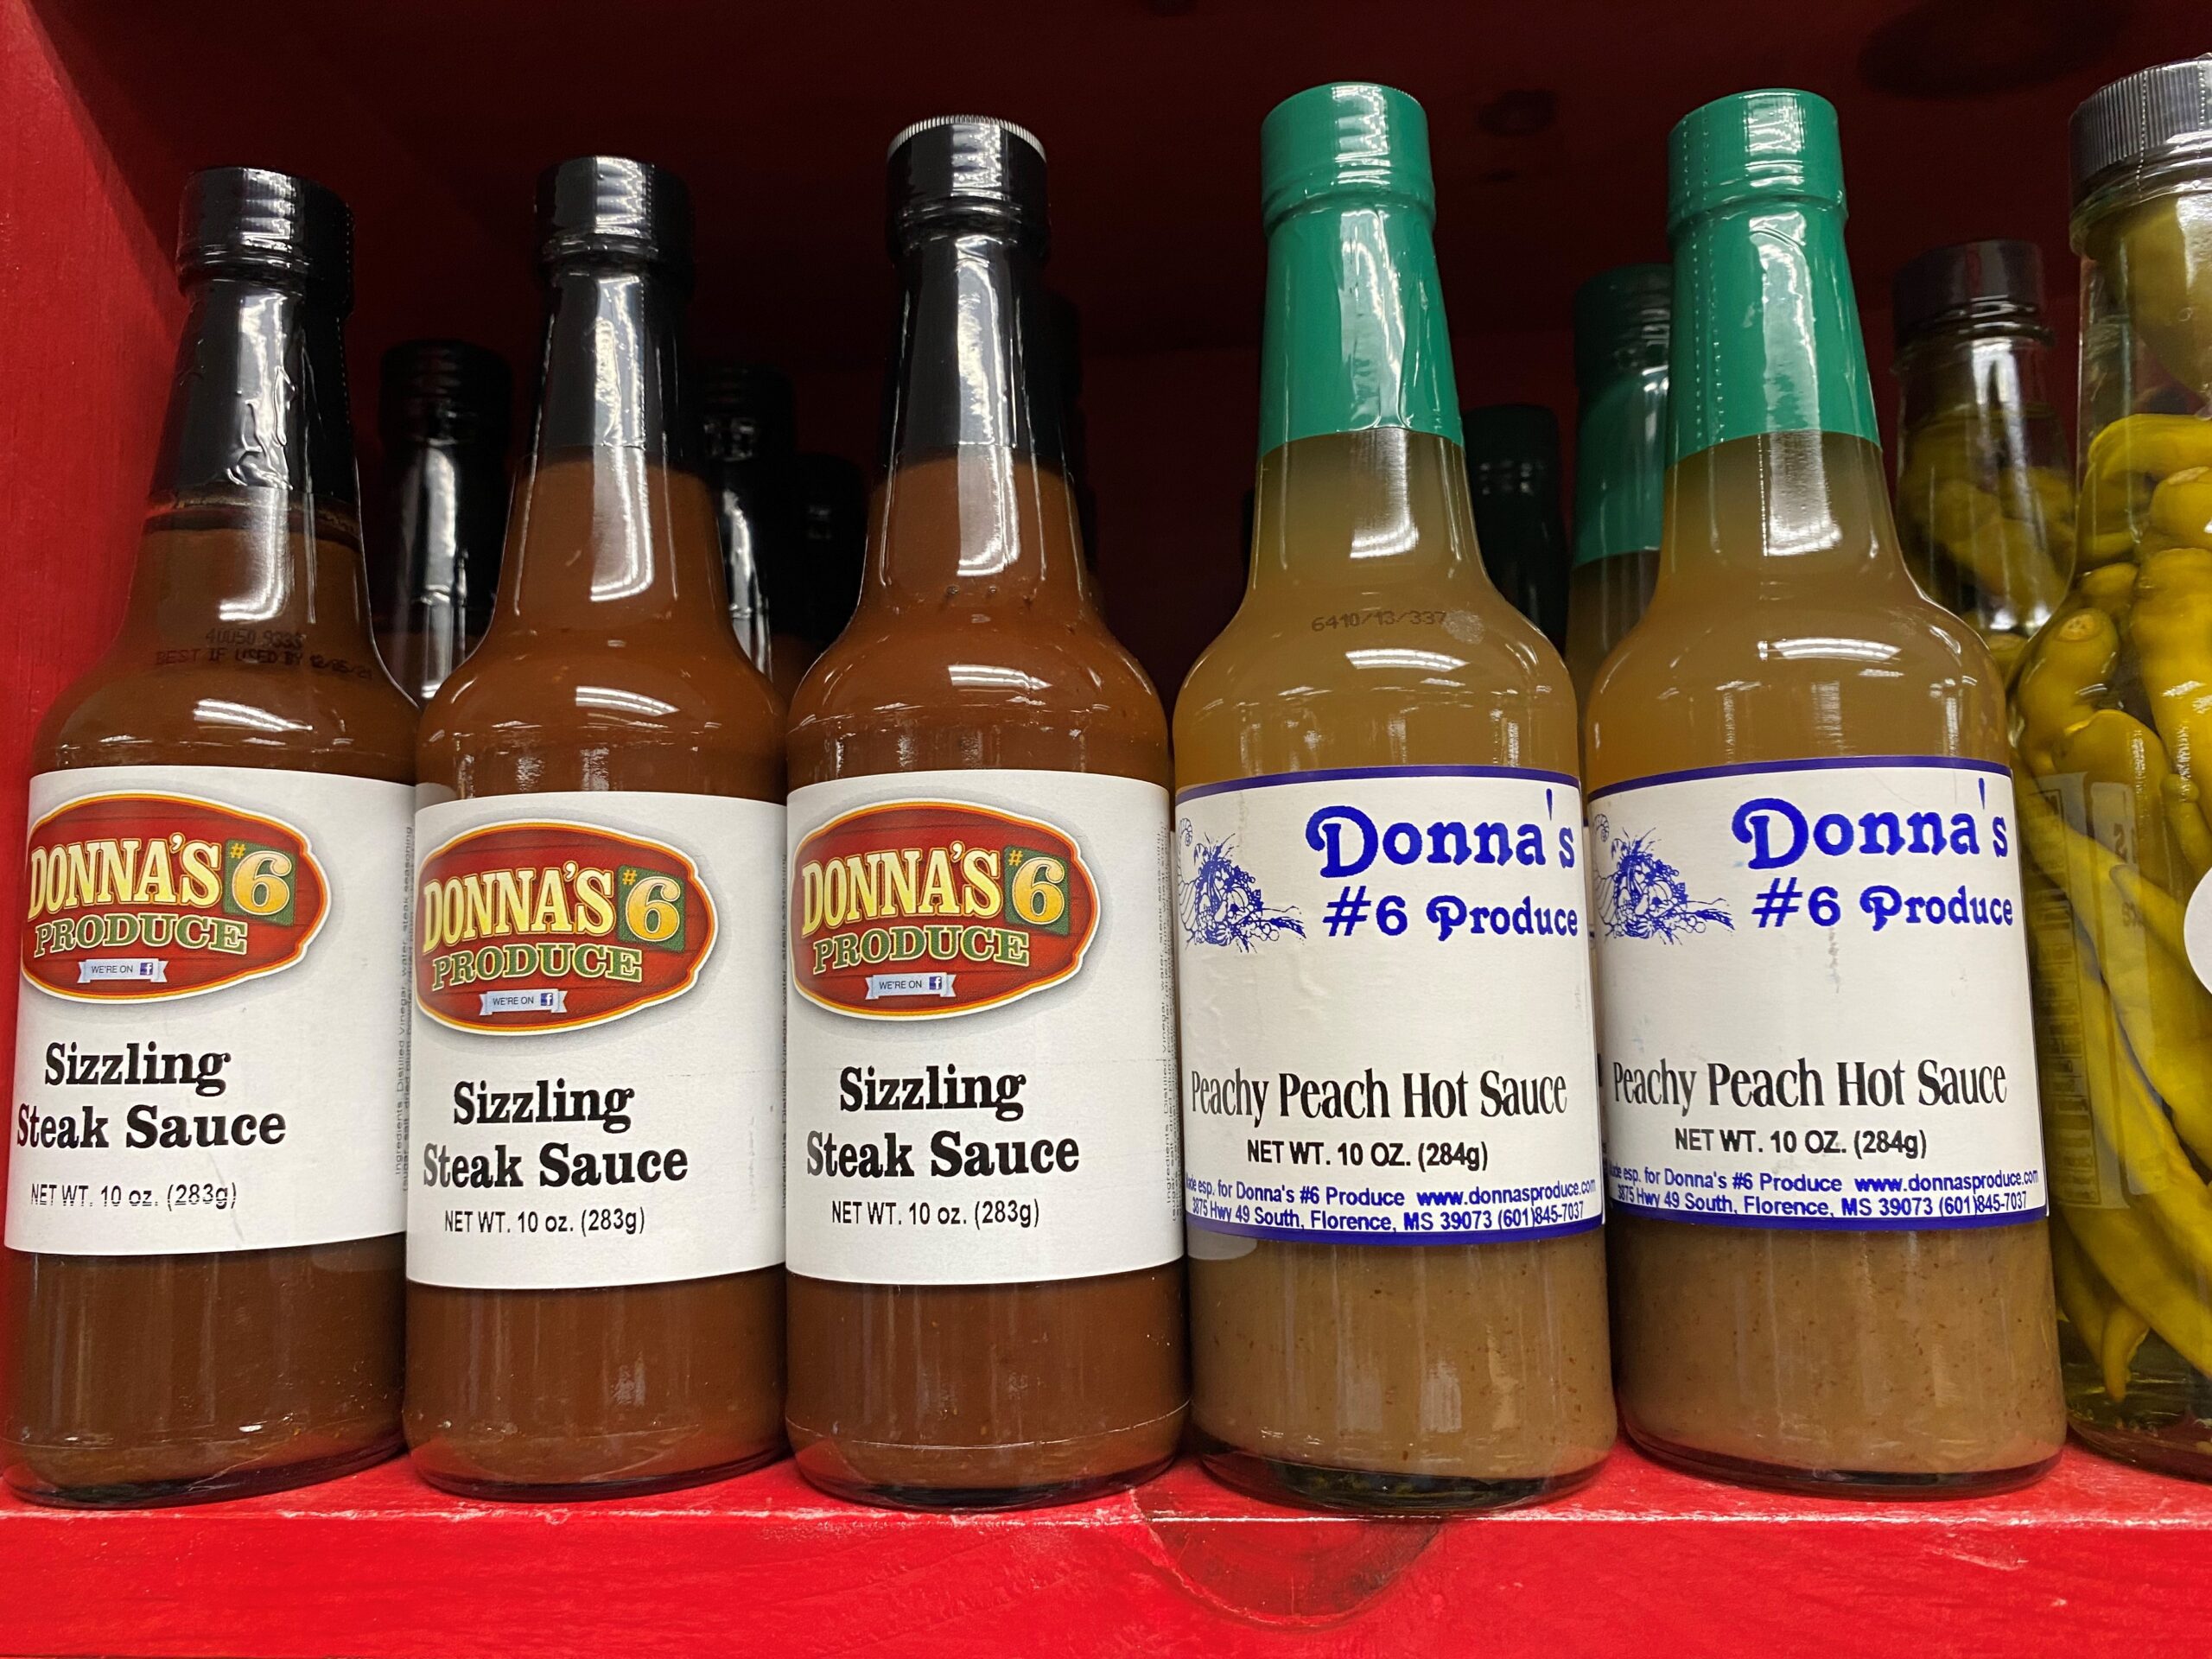 BEST IF USED BY
DONNA'S #6
PRODUCE
WE'RE ON f
Sizzling
Steak Sauce
NET WT. 10 oz. (283g)
DONNA'S #6
PRODUCE
WE'RE ON f
Sizzling
Steak Sauce
NET WT. 10 oz. (283g)
DONNA'S #6
PRODUCE
WE'RE ON f
Sizzling
Steak Sauce
NET WT. 10 oz. (283g)
6410/13/337
Donna's
#6 Produce
Peachy Peach Hot Sauce
NET WT. 10 OZ. (284g)
esp. for Donna's #6 Produce www.donnasproduce.com
3875 Hwy 49 South, Florence, MS 39073 (601)845-7037
Donna's
#6 Produce
Peachy Peach Hot Sauce
NET WT. 10 OZ. (284g)
esp. for Donna's #6 Produce www.donnasproduce.com
3875 Hwy 49 South, Florence, MS 39073 (601)845-7037